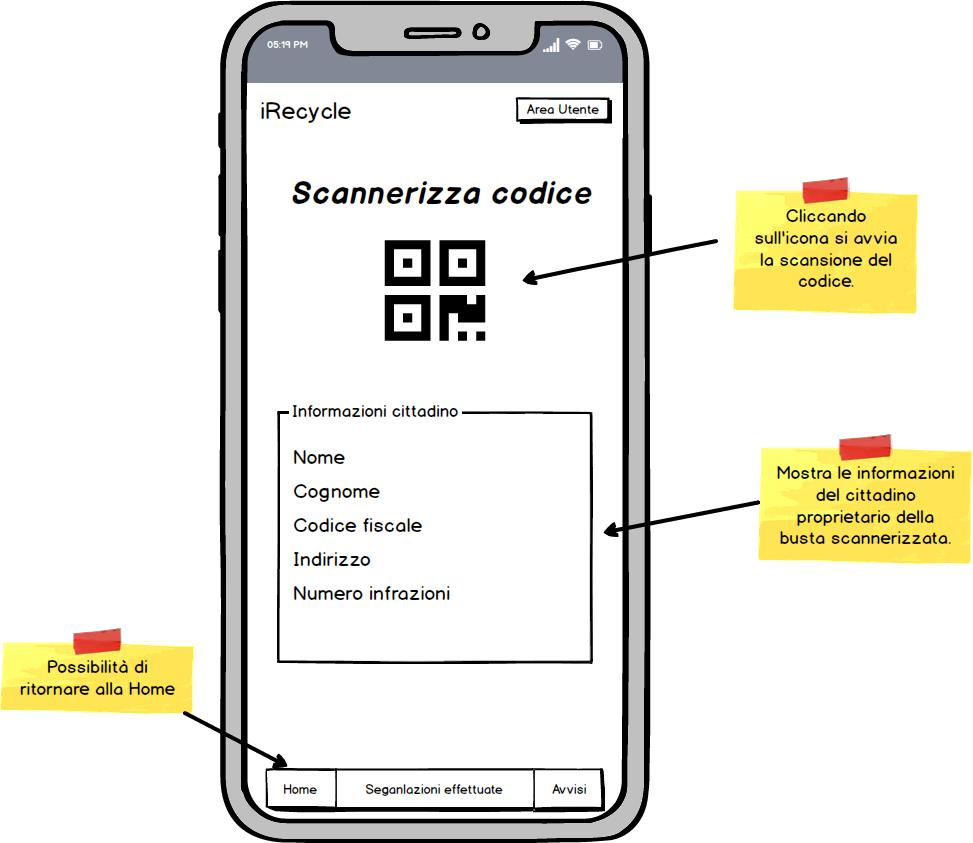 05:19 PM
iRecycle
Area Utente
Scannerizza codice
Cliccando
sull'icona si avvia
la scansione del
codice.
Informazioni cittadino
Nome
Cognome
Codice fiscale
Indirizzo
Numero infrazioni
Mostra le informazioni
del cittadino
proprietario della
busta scannerizzata.
Possibilità di
ritornare alla Home
Home
Seganlazioni effettuate
Avvisi